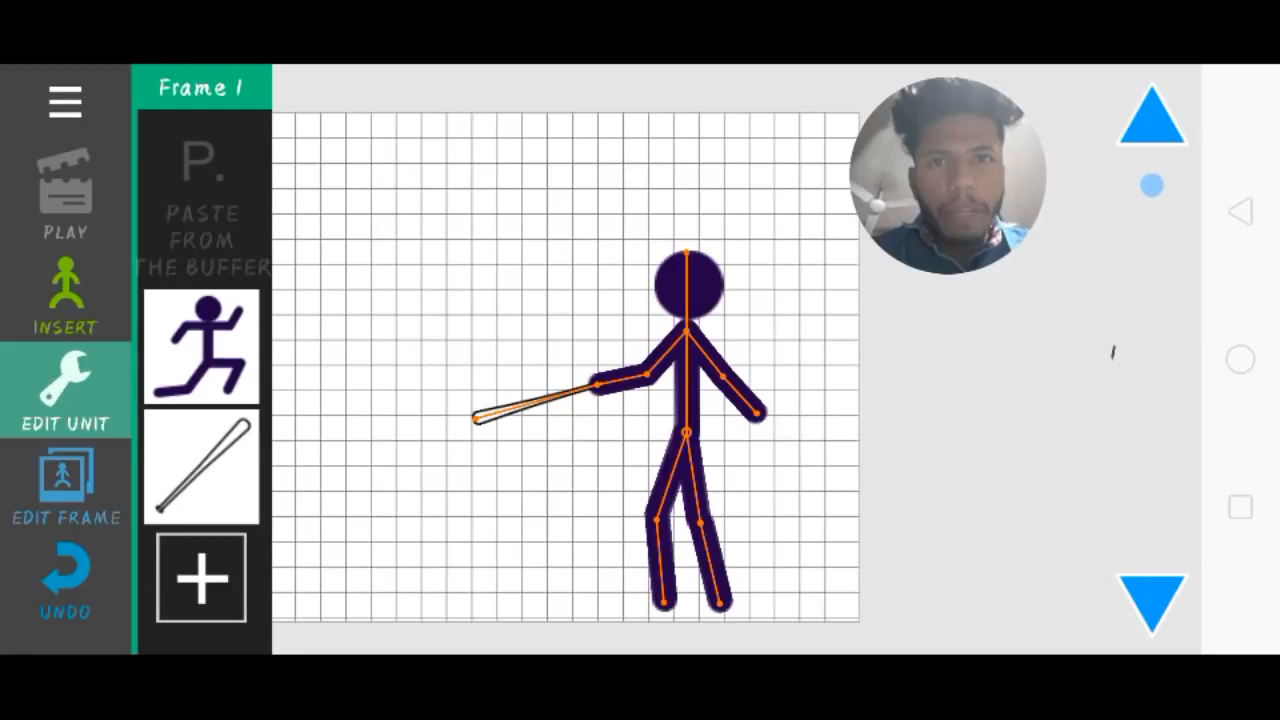 Frame 1
P.
PASTE
FROM
THE BUFFER
PLAY
INSERT
EDIT UNIT
EDIT FRAME
UNDO